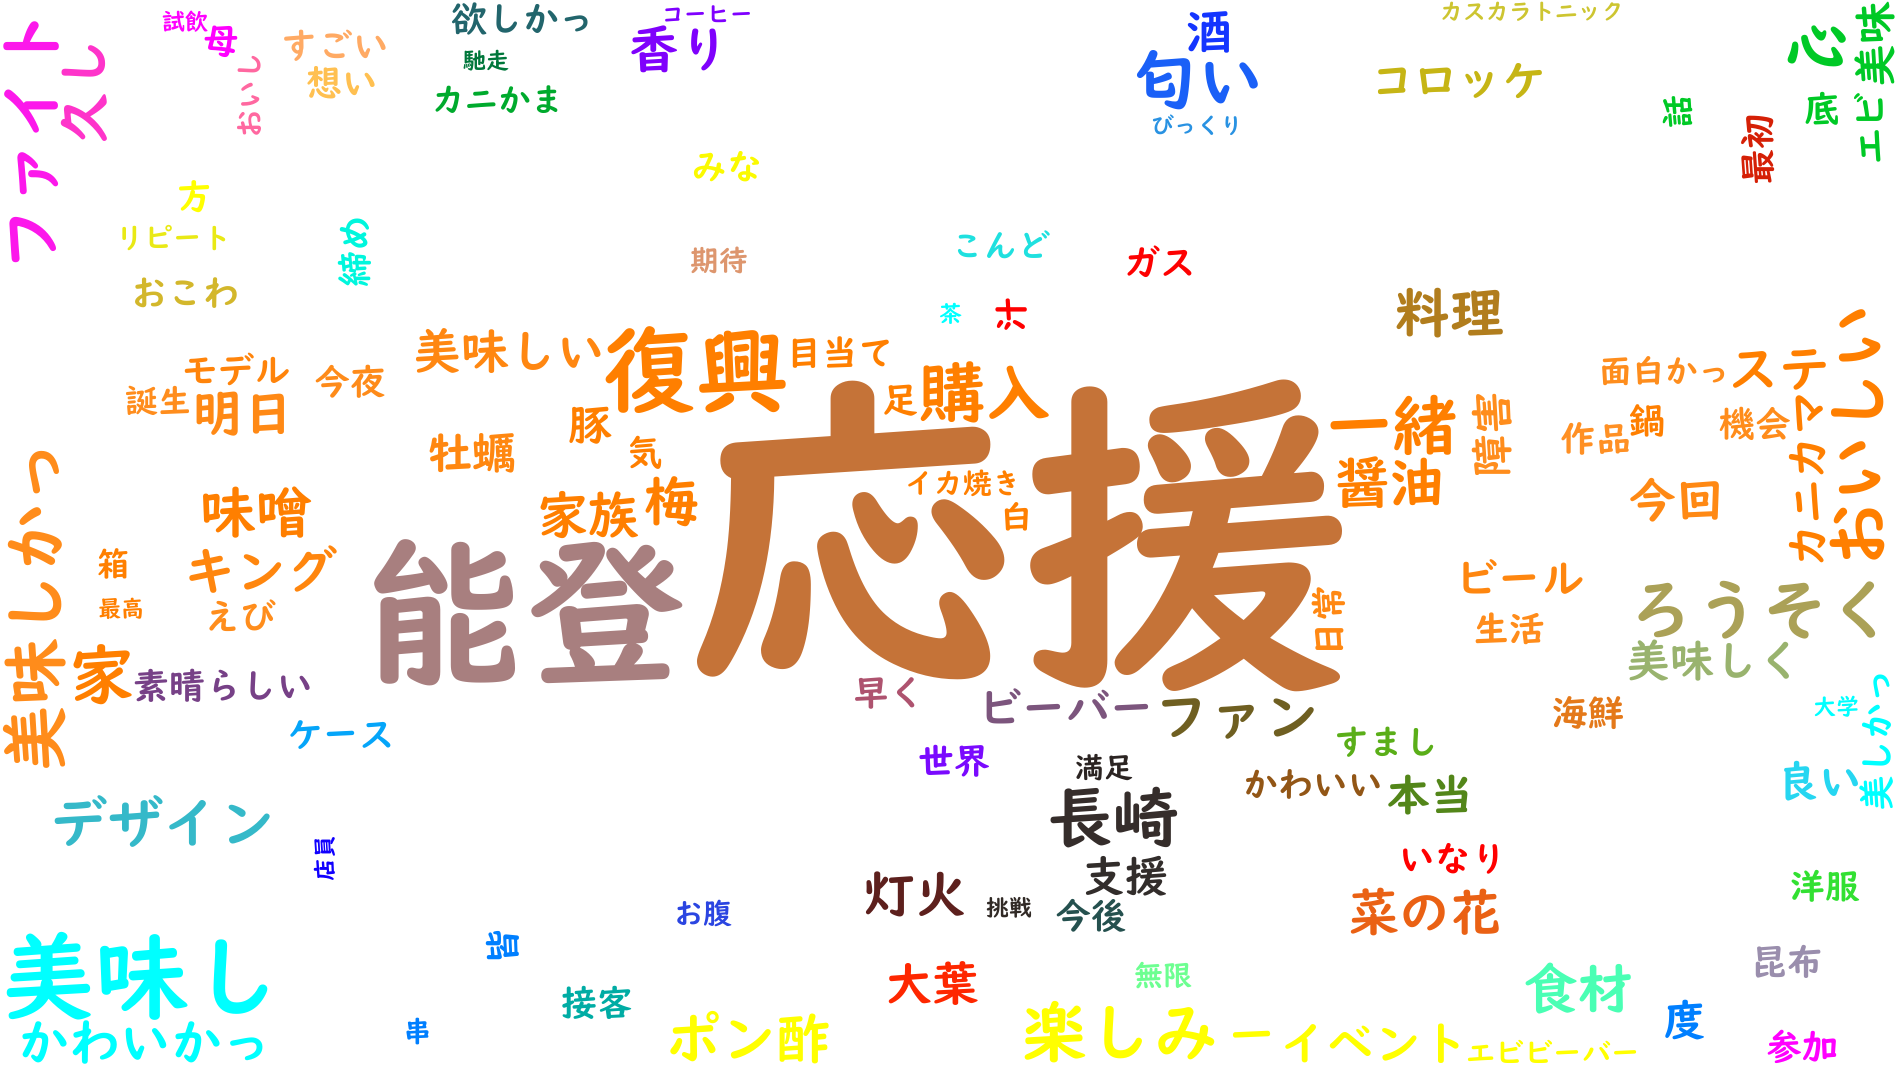 試飲
母
すごい
想い
欲しかっ
馳走
カニかま
コーヒー
香り
酒
匂い
びっくり
カスカラトニック
コロッケ
心
美味
エビ
底
話
最初
ファイト
久し
おいし
みな
方
リピート
おこわ
締め
期待
こんど
ガス
茶
汁
料理
美味しい
復興
目当て
足
購入
モデル
誕生
明日
今夜
豚
牡蠣
気
家族
梅
イカ焼き
白
応援
能登
一緒
醤油
障害
面白かっ
ステ
作品
鍋
機会
カニカマ
おいしい
今回
味噌
キング
えび
箱
最高
美味しかっ
家
素晴らしい
ケース
日常
ビール
生活
ろうそく
美味しく
海鮮
大学
美しかっ
良い
早く
ビーバー
ファン
すまし
世界
満足
長崎
支援
今後
かわいい
本当
デザイン
店員
いなり
菜の花
灯火
挑戦
お腹
洋服
昆布
皆
美味し
かわいかっ
串
接客
大葉
無限
ポン酢
楽しみ
ー
イベント
エビビーバー
食材
度
参加